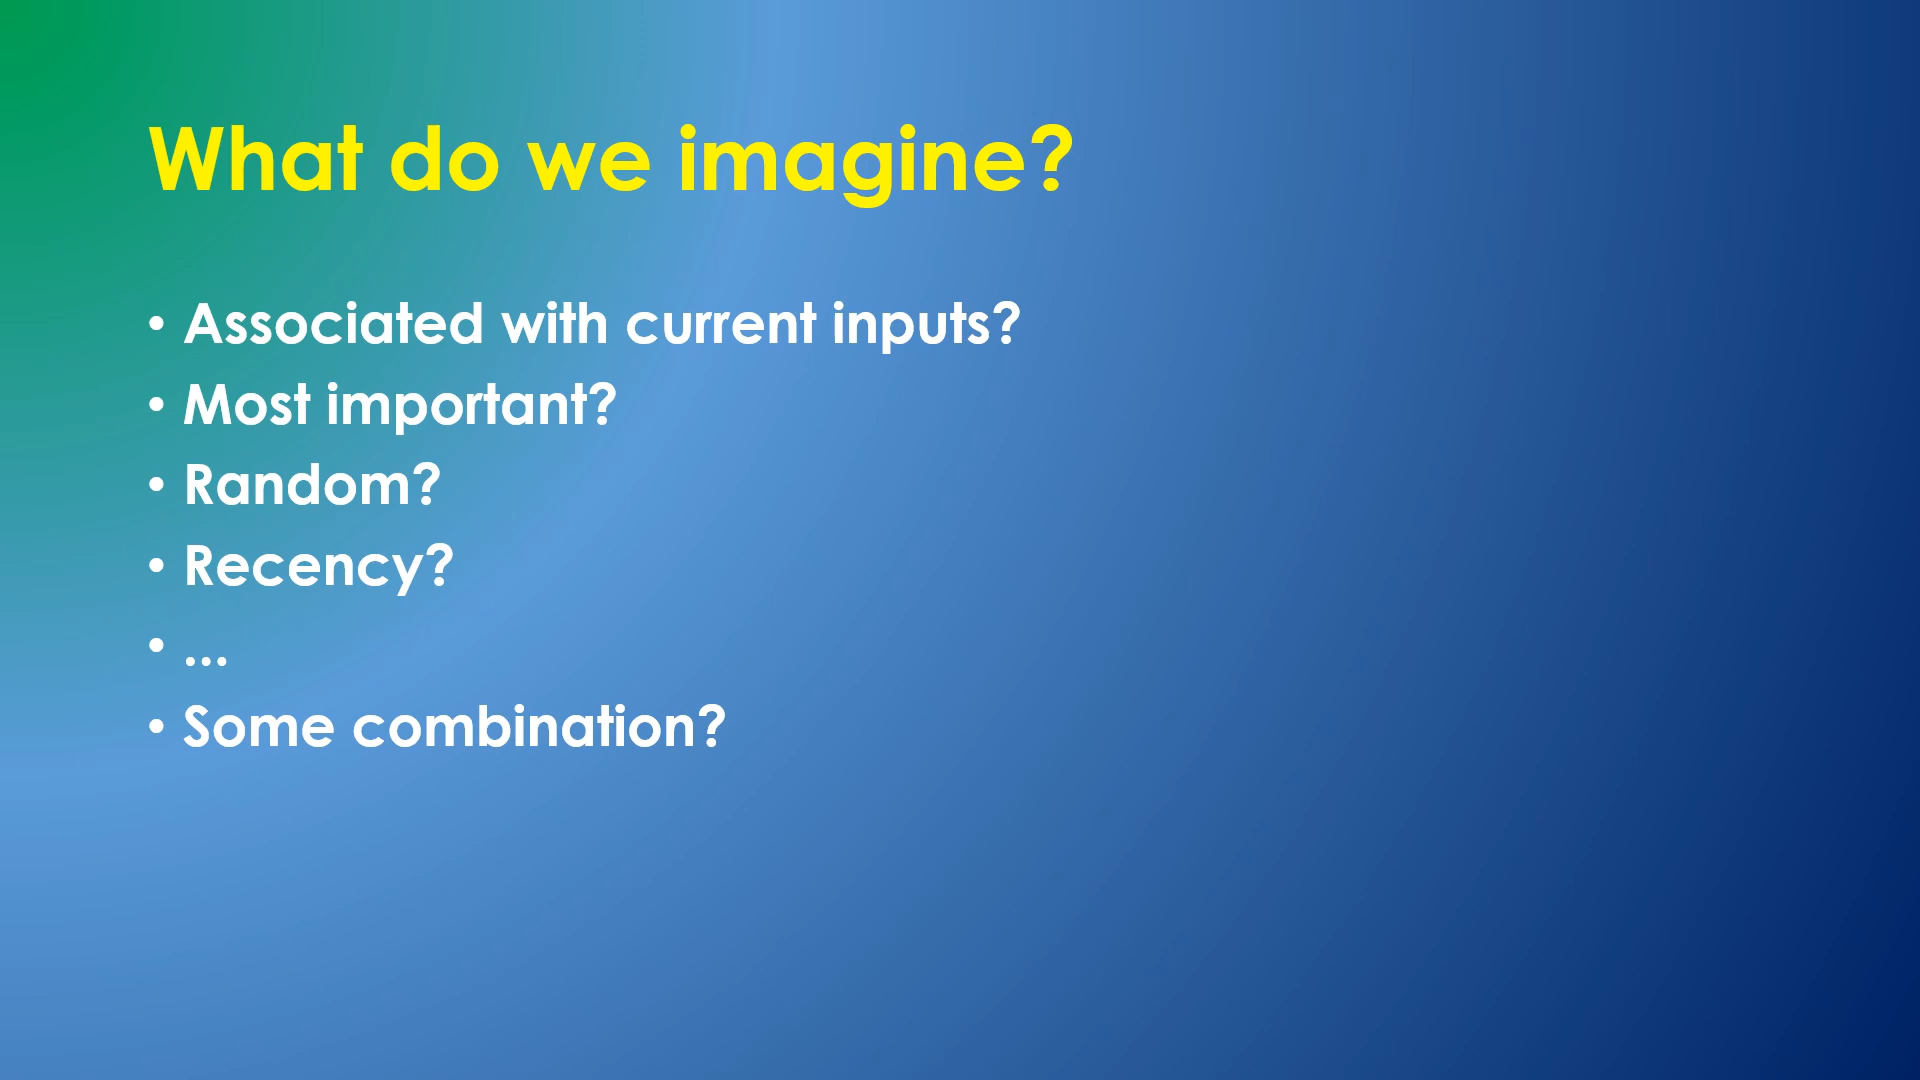 What do we imagine?
• Associated with current inputs?
• Most important?
• Random?
• Recency?
• ...
• Some combination?